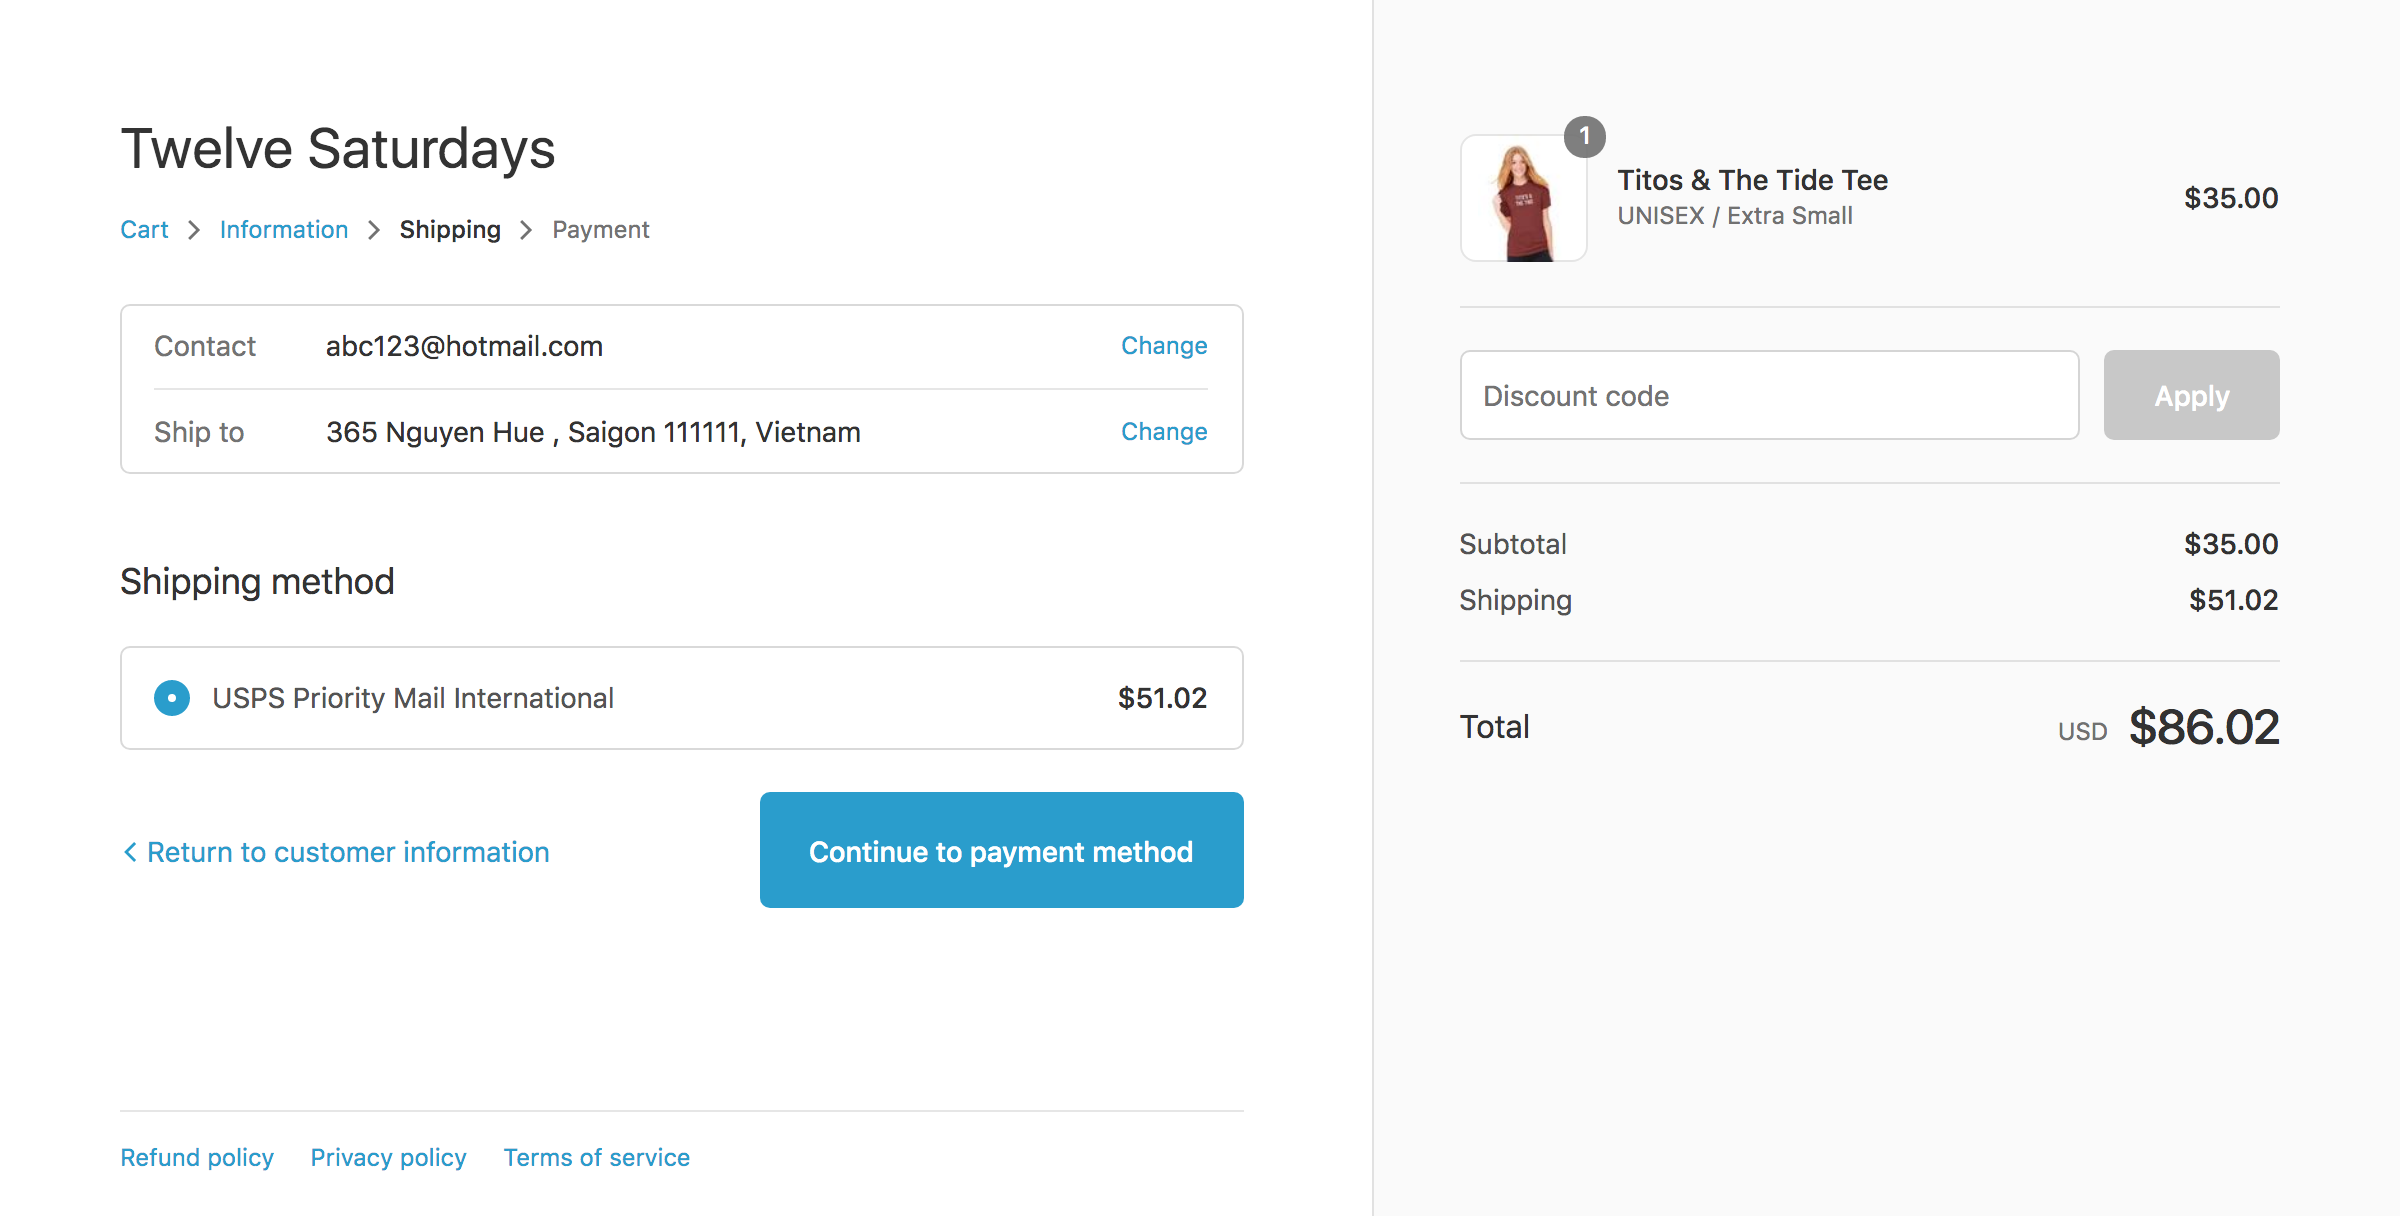 Twelve Saturdays
Cart > Information > Shipping > Payment
Contact abc123@hotmail.com Change
Ship to 365 Nguyen Hue , Saigon 111111, Vietnam Change
Shipping method
USPS Priority Mail International $51.02
< Return to customer information
Continue to payment method
Refund policy Privacy policy Terms of service
1
Titos & The Tide Tee
UNISEX / Extra Small
$35.00
Discount code
Apply
Subtotal $35.00
Shipping $51.02
Total USD $86.02